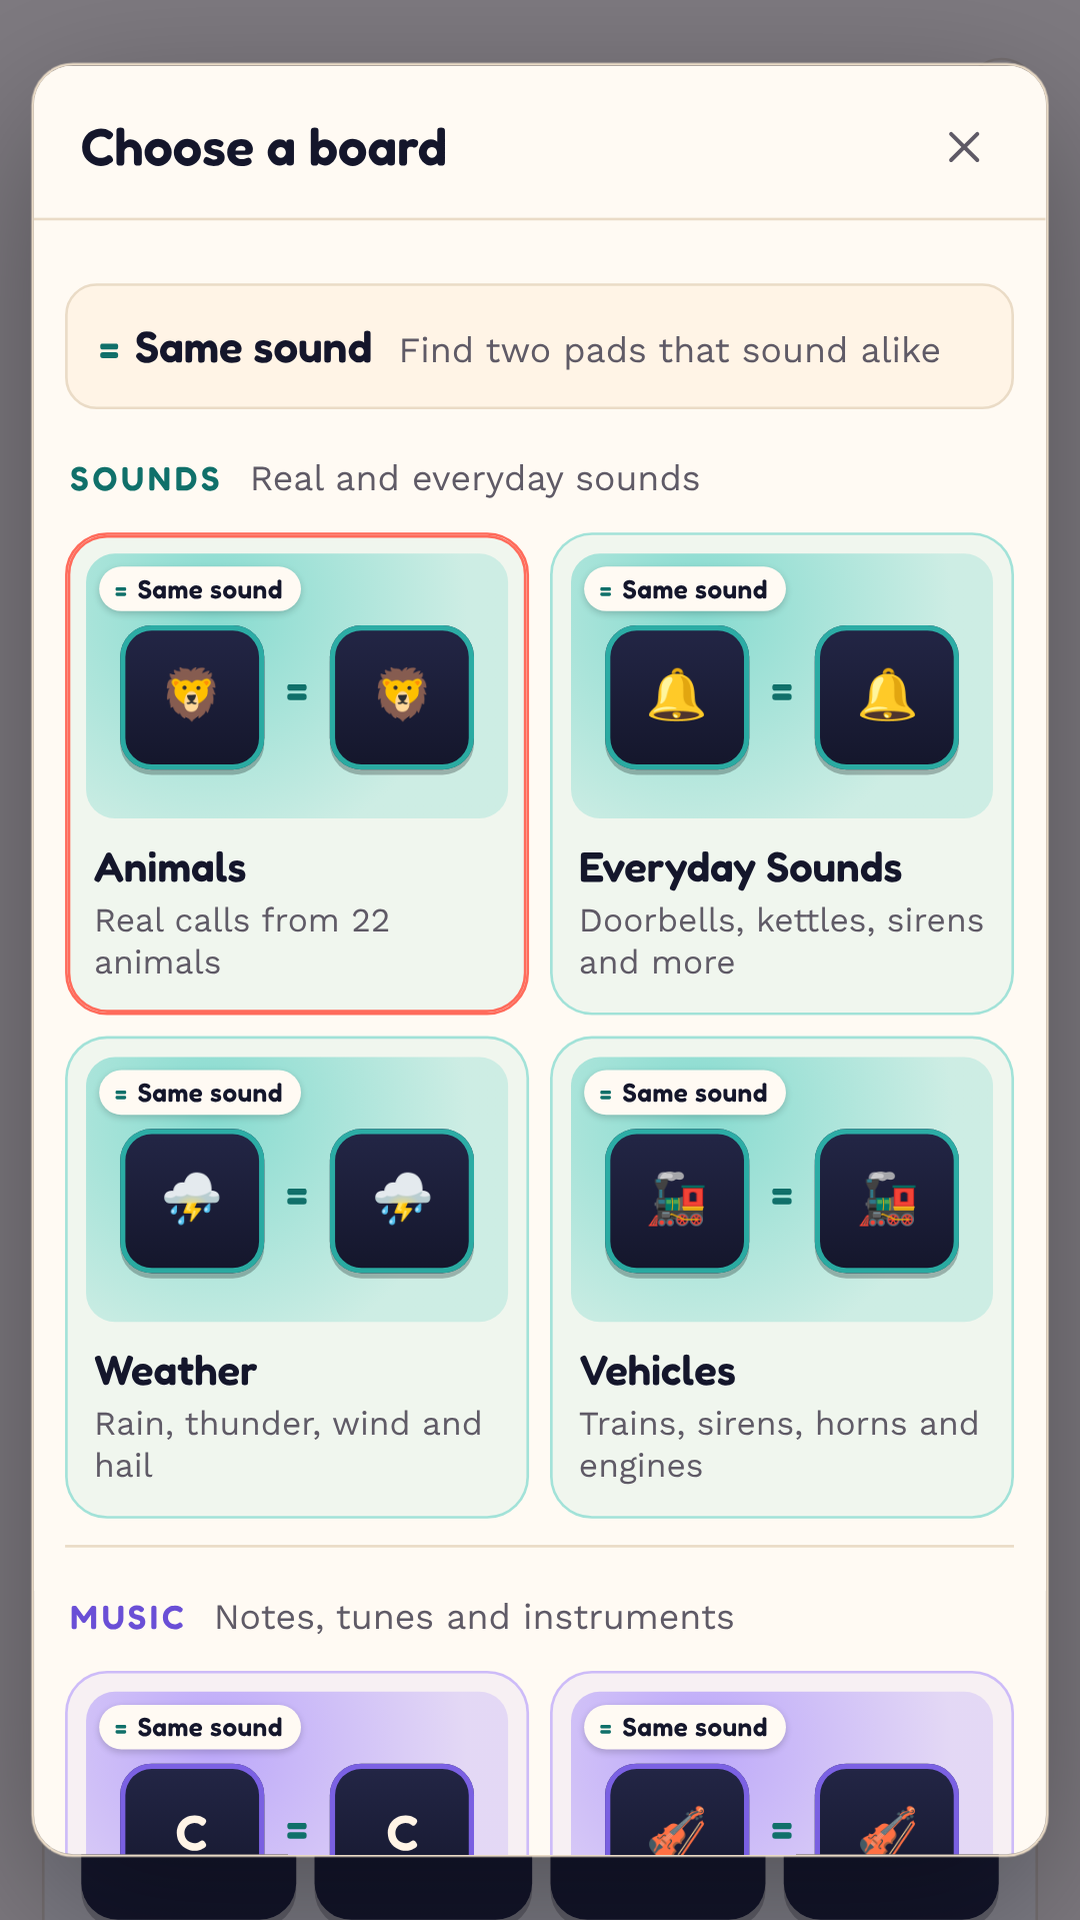 Choose a board
= Same sound Find two pads that sound alike
SOUNDS Real and everyday sounds
= Same sound
=
Animals
Real calls from 22
animals
= Same sound
=
Everyday Sounds
Doorbells, kettles, sirens
and more
= Same sound
=
Weather
Rain, thunder, wind and
hail
= Same sound
=
Vehicles
Trains, sirens, horns and
engines
MUSIC Notes, tunes and instruments
= Same sound
C = C
= Same sound
=